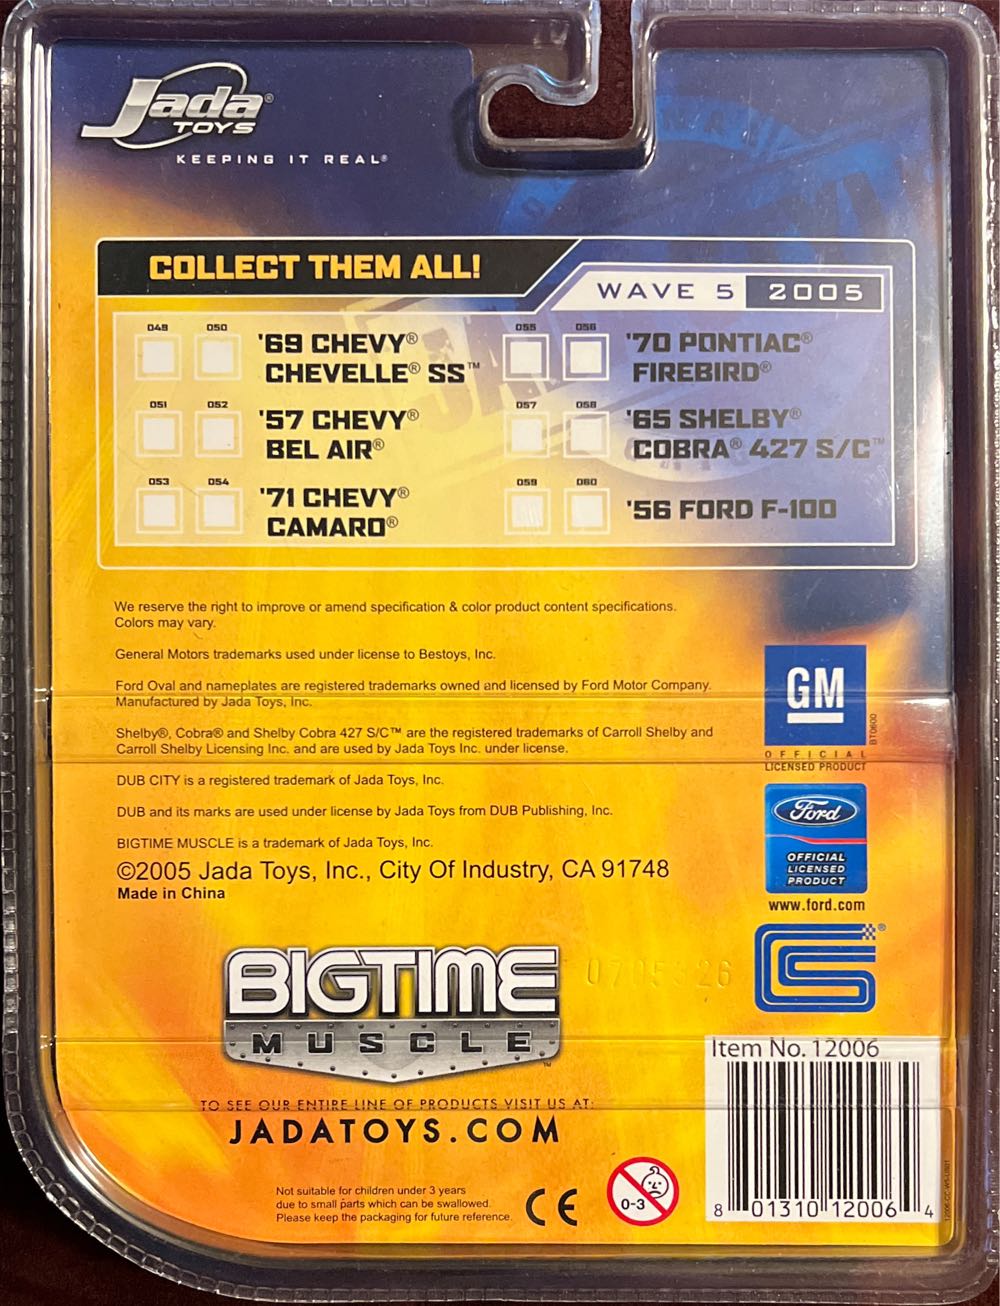 Jada®
TOYS
KEEPING IT REAL®
COLLECT THEM ALL!
WAVE 5 2005
049 050 '69 CHEVY®
CHEVELLE® SS™
051 052 '57 CHEVY®
BEL AIR®
053 054 '71 CHEVY®
CAMARO®
055 056 '70 PONTIAC®
FIREBIRD®
057 058 '65 SHELBY®
COBRA® 427 S/C™
059 060 '56 FORD F-100
We reserve the right to improve or amend specification & color product content specifications.
Colors may vary.
General Motors trademarks used under license to Bestoys, Inc.
Ford Oval and nameplates are registered trademarks owned and licensed by Ford Motor Company.
Manufactured by Jada Toys, Inc.
Shelby®, Cobra® and Shelby Cobra 427 S/C™ are the registered trademarks of Carroll Shelby and
Carroll Shelby Licensing Inc. and are used by Jada Toys Inc. under license.
DUB CITY is a registered trademark of Jada Toys, Inc.
DUB and its marks are used under license by Jada Toys from DUB Publishing, Inc.
BIGTIME MUSCLE is a trademark of Jada Toys, Inc.
©2005 Jada Toys, Inc., City Of Industry, CA 91748
Made in China
GM
BT0600
OFFICIAL
LICENSED PRODUCT
Ford
OFFICIAL
LICENSED
PRODUCT
www.ford.com
CS®
BIGTIME
MUSCLE™
TO SEE OUR ENTIRE LINE OF PRODUCTS VISIT US AT:
JADATOYS.COM
Not suitable for children under 3 years
due to small parts which can be swallowed.
Please keep the packaging for future reference.
CE
0-3
Item No. 12006
8 01310 12006 4